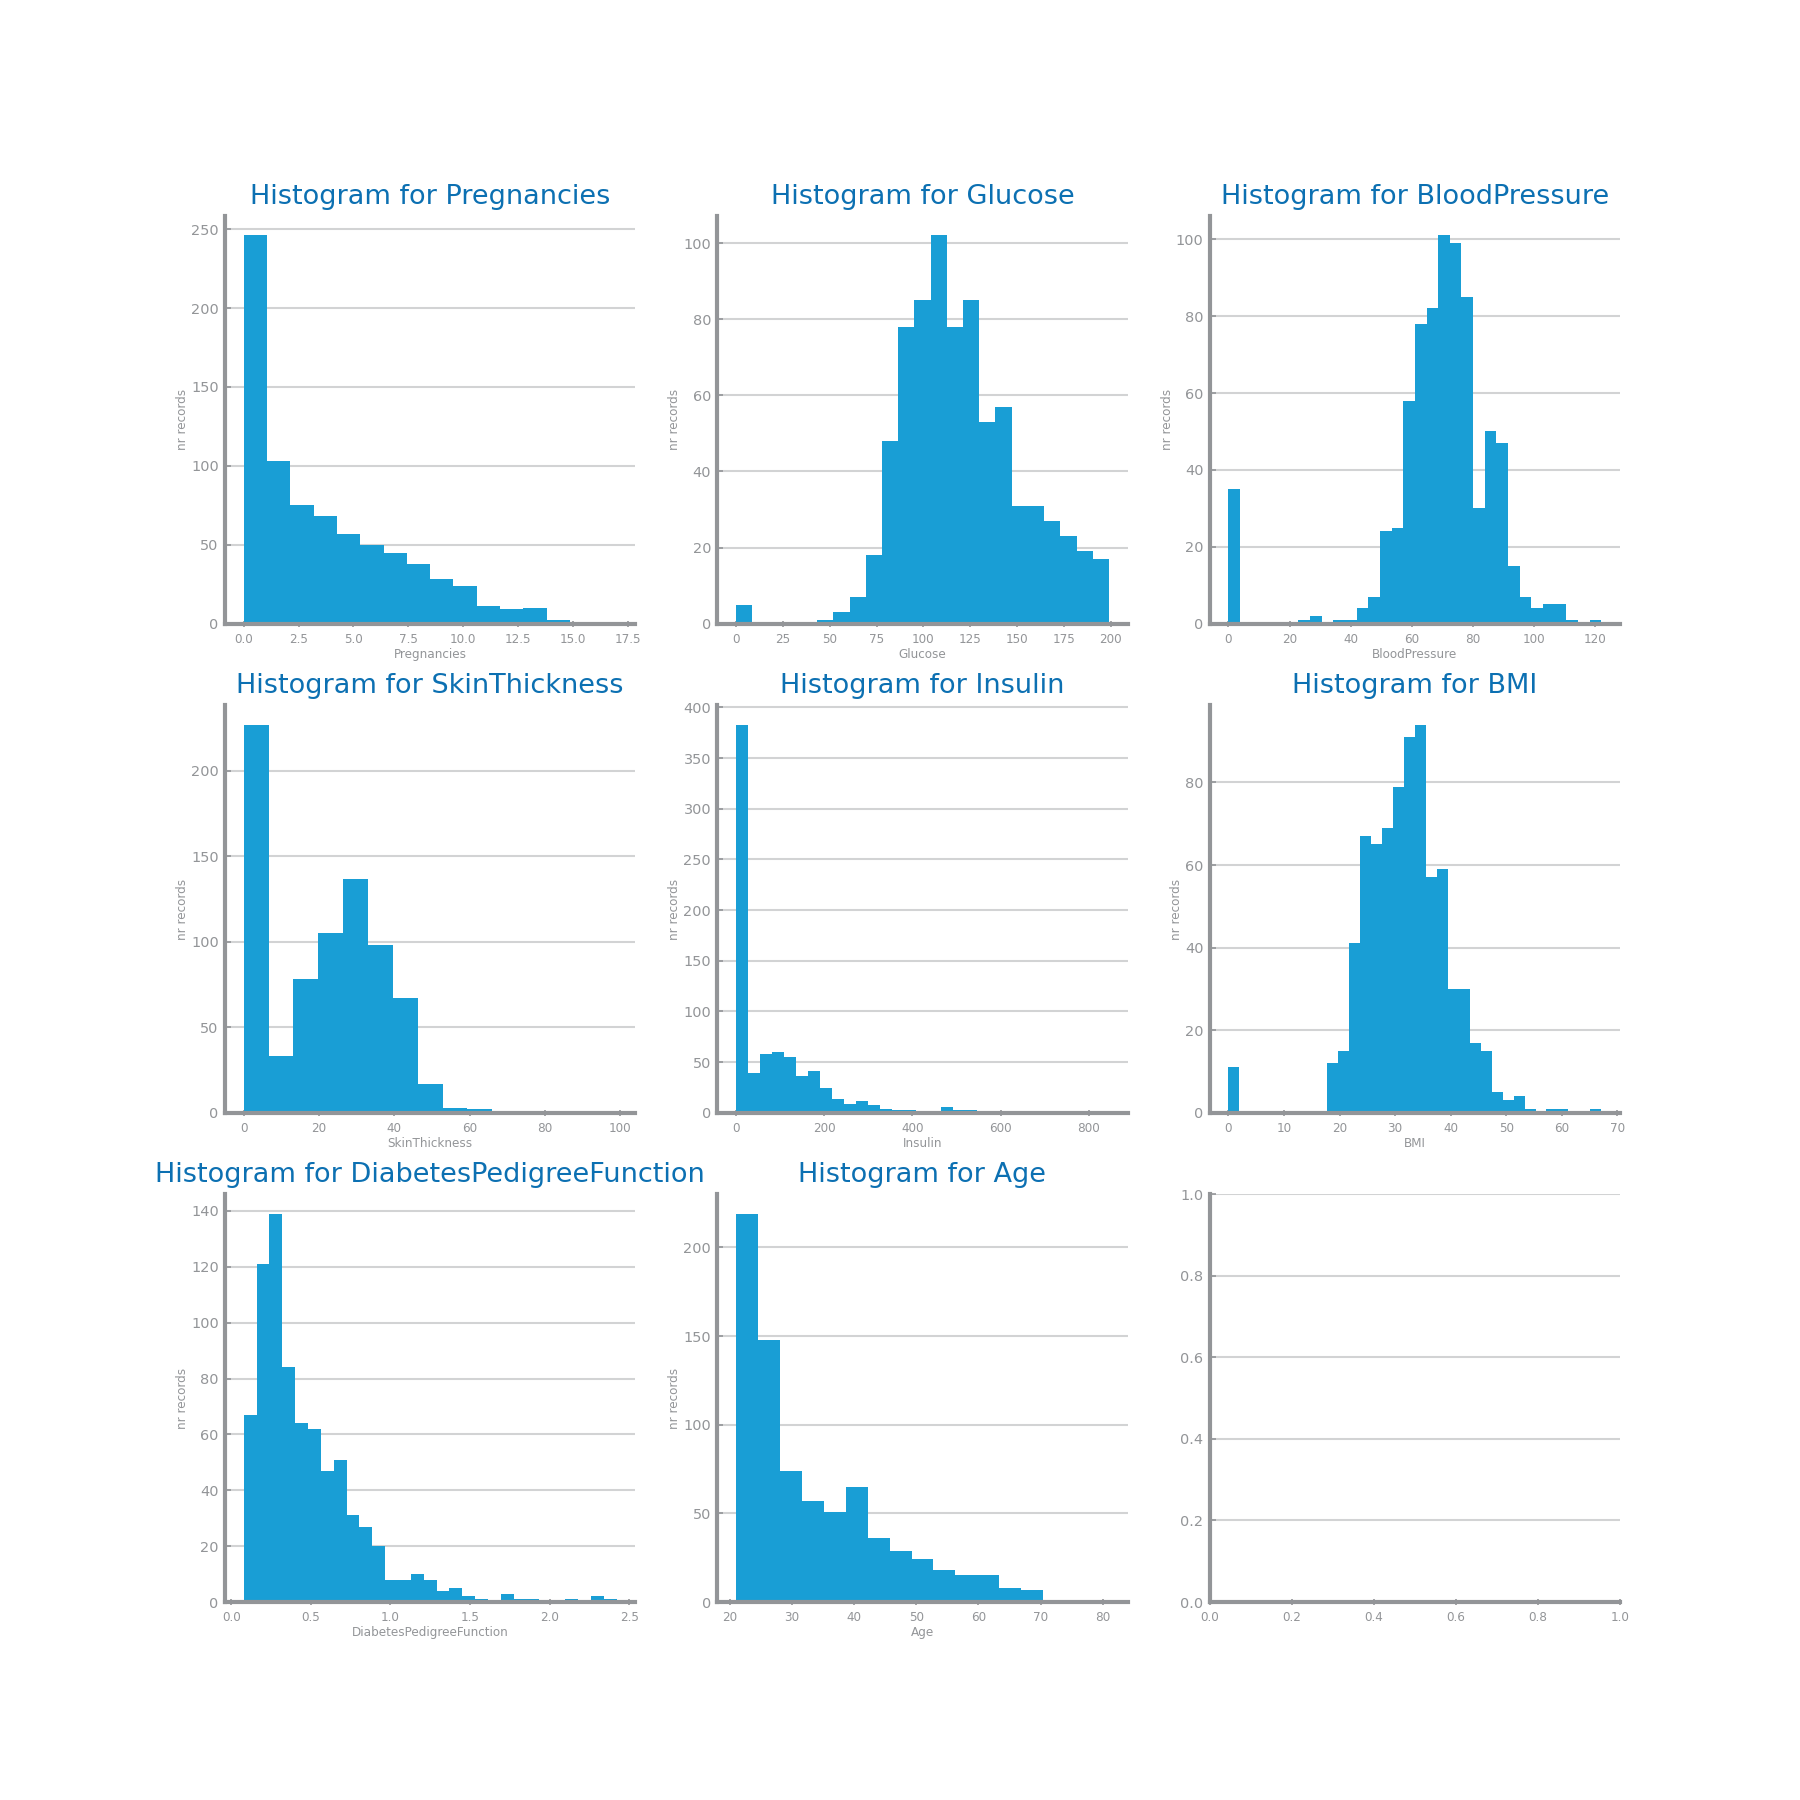 Histogram for Pregnancies
250
200
150
100
50
0
nr records
0.0 2.5 5.0 7.5 10.0 12.5 15.0 17.5
Pregnancies
Histogram for Glucose
100
80
60
40
20
0
nr records
0 25 50 75 100 125 150 175 200
Glucose
Histogram for BloodPressure
100
80
60
40
20
0
nr records
0 20 40 60 80 100 120
BloodPressure
Histogram for SkinThickness
200
150
100
50
0
nr records
0 20 40 60 80 100
SkinThickness
Histogram for Insulin
400
350
300
250
200
150
100
50
0
nr records
0 200 400 600 800
Insulin
Histogram for BMI
80
60
40
20
0
nr records
0 10 20 30 40 50 60 70
BMI
Histogram for DiabetesPedigreeFunction
140
120
100
80
60
40
20
0
nr records
0.0 0.5 1.0 1.5 2.0 2.5
DiabetesPedigreeFunction
Histogram for Age
200
150
100
50
0
nr records
20 30 40 50 60 70 80
Age
1.0
0.8
0.6
0.4
0.2
0.0
0.0 0.2 0.4 0.6 0.8 1.0